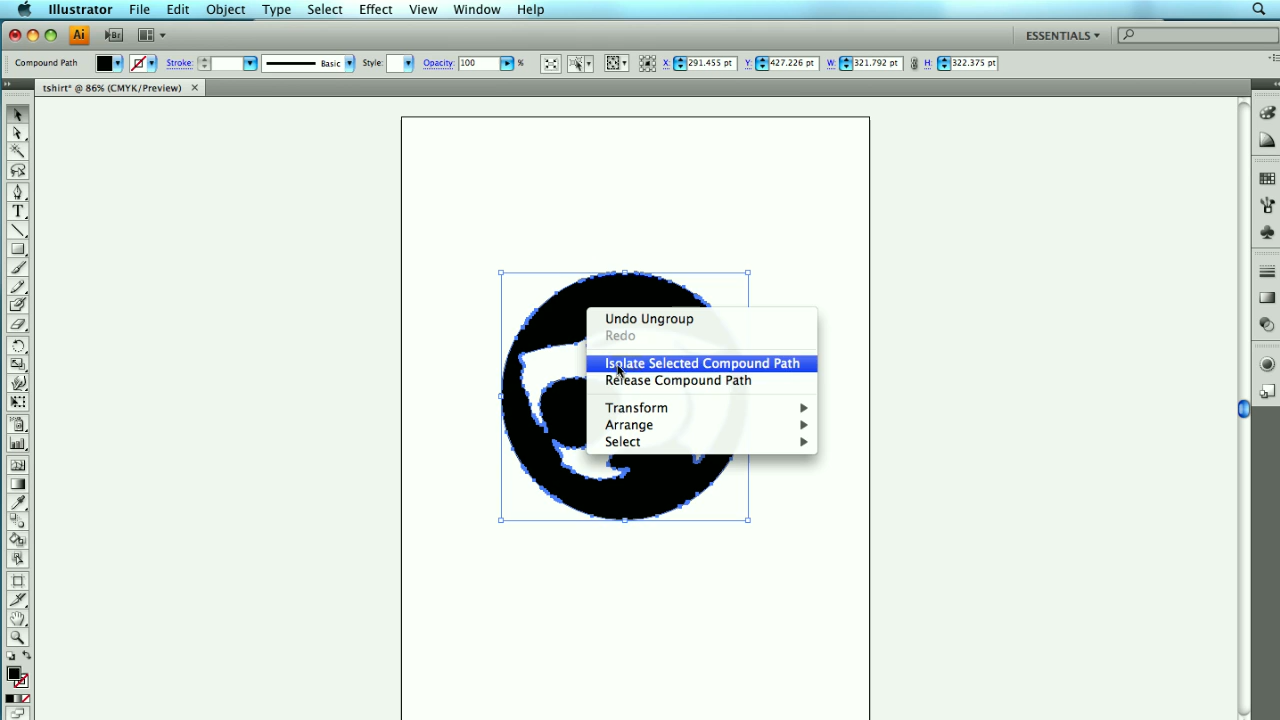 Illustrator File Edit Object Type Select Effect View Window Help
Ai Br ESSENTIALS
Compound Path Stroke: Basic Style: Opacity: 100 % X: 291.455 pt Y: 427.226 pt W: 321.792 pt H: 322.375 pt
tshirt* @ 86% (CMYK/Preview) ×
T
Undo Ungroup
Redo
Isolate Selected Compound Path
Release Compound Path
Transform
Arrange
Select